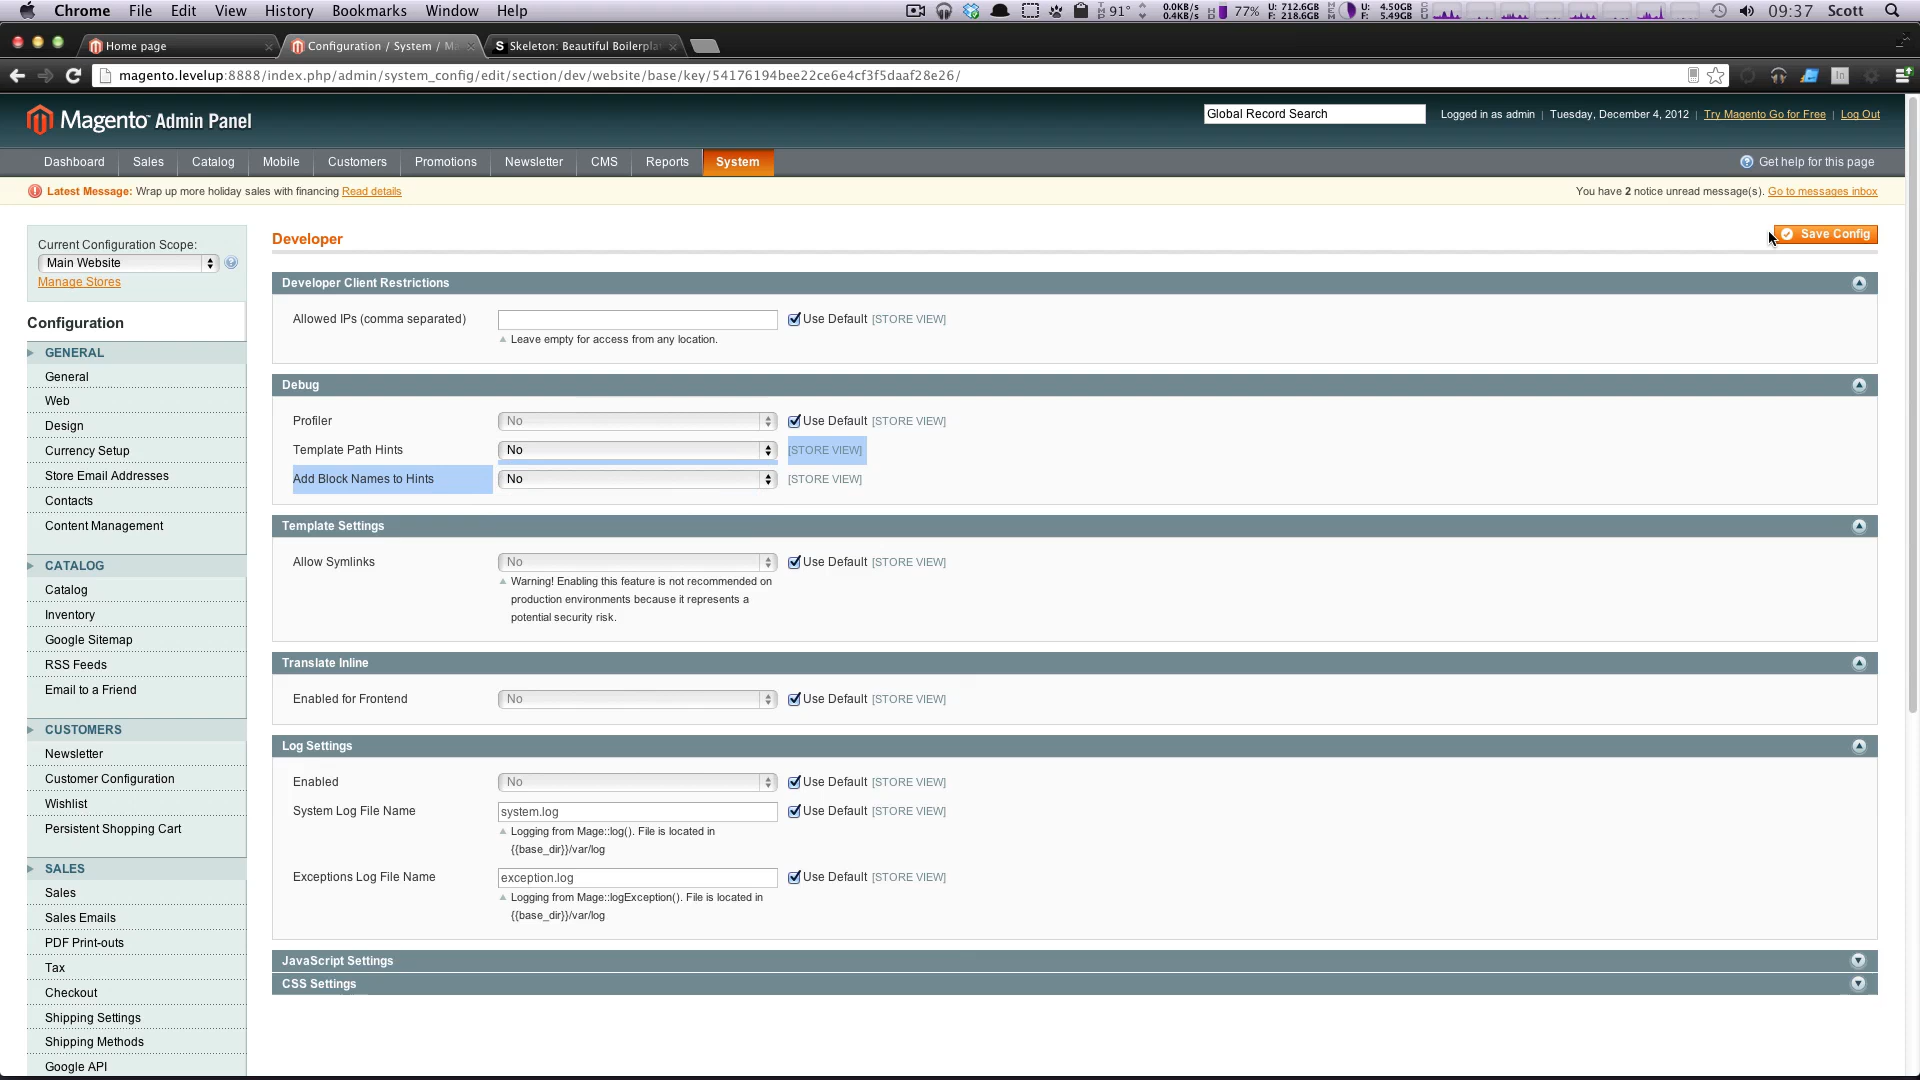 Chrome File Edit View History Bookmarks Window Help
91° 0.0KB/s 0.4KB/s 77% U: 712.6GB F: 218.6GB U: 4.50GB F: 5.49GB 09:37 Scott
Home page
Configuration / System / Ma
Skeleton: Beautiful Boilerplat
magento.levelup:8888/index.php/admin/system_config/edit/section/dev/website/base/key/54176194bee22ce6e4cf3f5daaf28e26/
Magento Admin Panel
Global Record Search
Logged in as admin | Tuesday, December 4, 2012 | Try Magento Go for Free | Log Out
Dashboard Sales Catalog Mobile Customers Promotions Newsletter CMS Reports System
Get help for this page
Latest Message: Wrap up more holiday sales with financing Read details
You have 2 notice unread message(s). Go to messages inbox
Current Configuration Scope:
Main Website
Manage Stores
Configuration
GENERAL
General
Web
Design
Currency Setup
Store Email Addresses
Contacts
Content Management
CATALOG
Catalog
Inventory
Google Sitemap
RSS Feeds
Email to a Friend
CUSTOMERS
Newsletter
Customer Configuration
Wishlist
Persistent Shopping Cart
SALES
Sales
Sales Emails
PDF Print-outs
Tax
Checkout
Shipping Settings
Shipping Methods
Google API
Developer
Save Config
Developer Client Restrictions
Allowed IPs (comma separated) Use Default [STORE VIEW]
Leave empty for access from any location.
Debug
Profiler No Use Default [STORE VIEW]
Template Path Hints No [STORE VIEW]
Add Block Names to Hints No [STORE VIEW]
Template Settings
Allow Symlinks No Use Default [STORE VIEW]
Warning! Enabling this feature is not recommended on
production environments because it represents a
potential security risk.
Translate Inline
Enabled for Frontend No Use Default [STORE VIEW]
Log Settings
Enabled No Use Default [STORE VIEW]
System Log File Name system.log Use Default [STORE VIEW]
Logging from Mage::log(). File is located in
{{base_dir}}/var/log
Exceptions Log File Name exception.log Use Default [STORE VIEW]
Logging from Mage::logException(). File is located in
{{base_dir}}/var/log
JavaScript Settings
CSS Settings